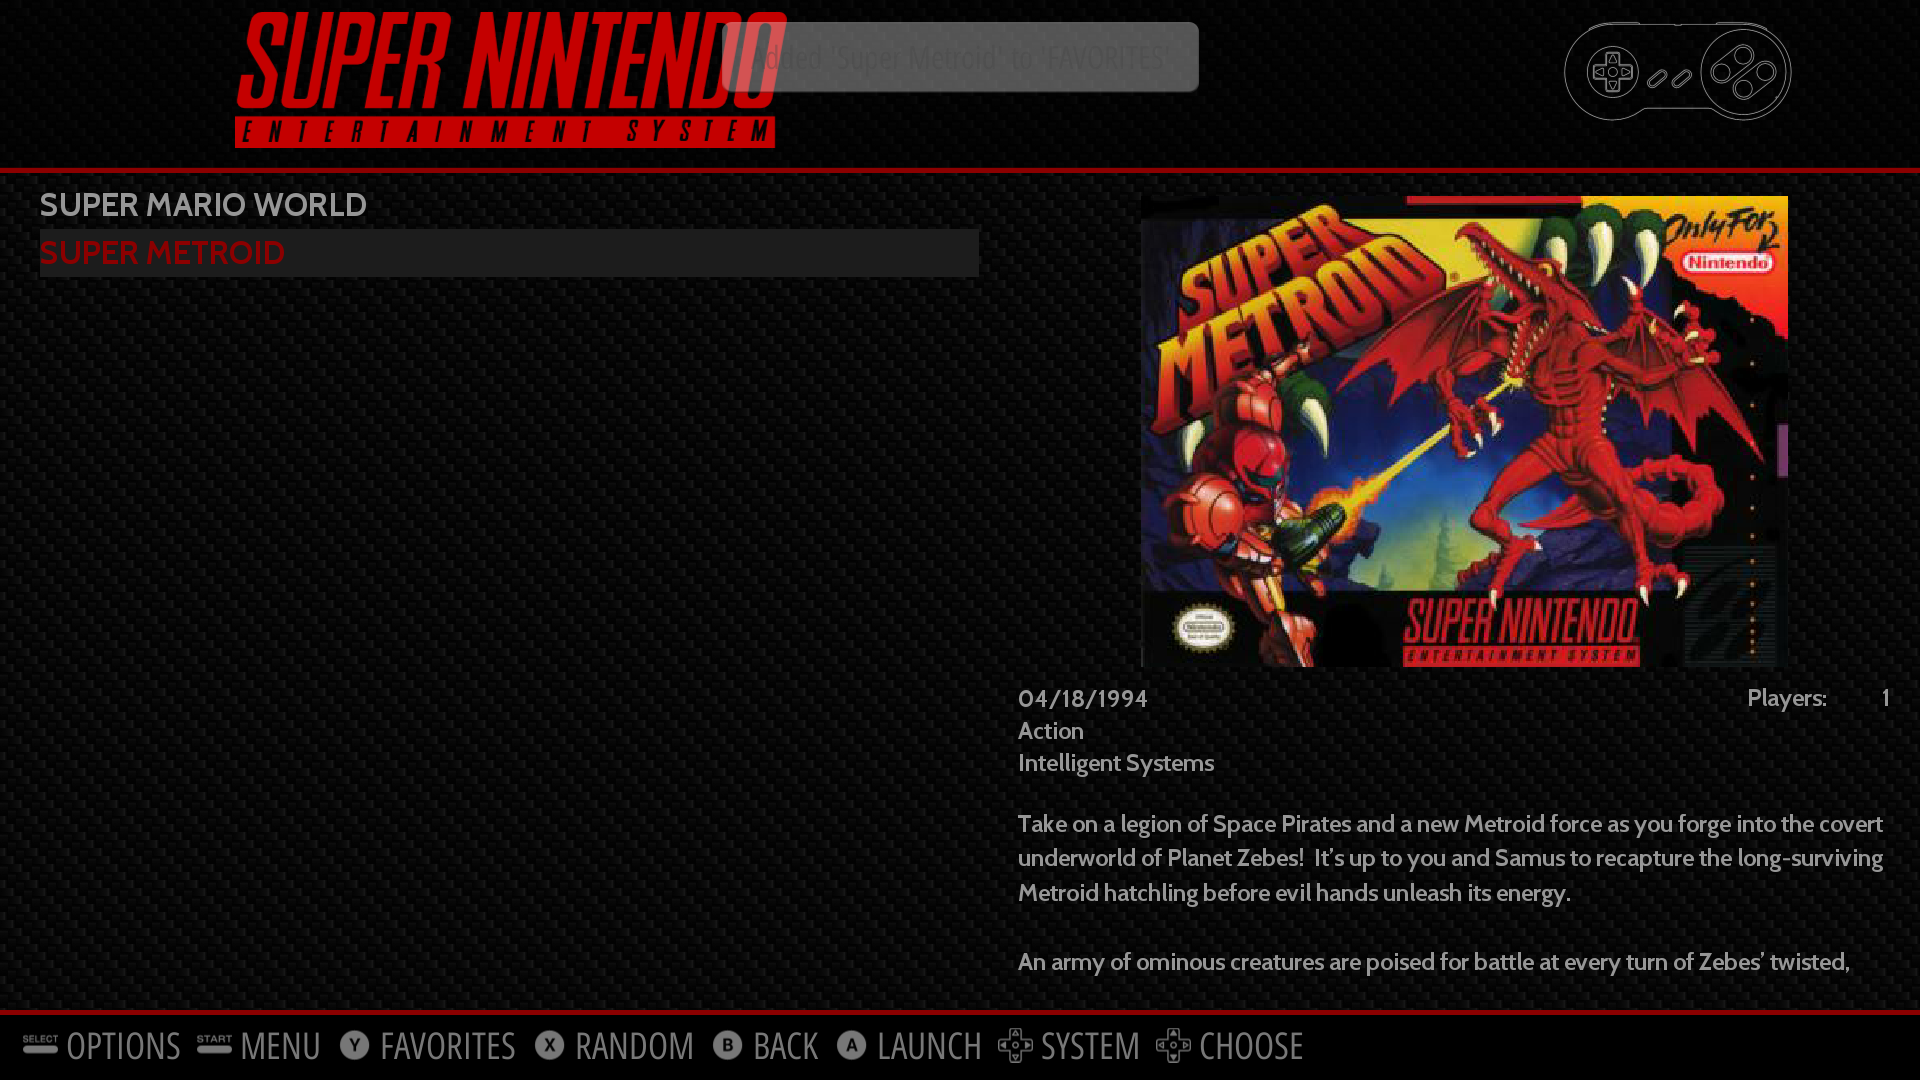 SUPER NINTENDO
ENTERTAINMENT SYSTEM
Added 'Super Metroid' to 'FAVORITES'
SUPER MARIO WORLD
SUPER METROID
SUPER
METROID
Only For
Nintendo
SUPER NINTENDO
ENTERTAINMENT SYSTEM
04/18/1994
Players: 1
Action
Intelligent Systems
Take on a legion of Space Pirates and a new Metroid force as you forge into the covert
underworld of Planet Zebes!  It's up to you and Samus to recapture the long-surviving
Metroid hatchling before evil hands unleash its energy.
An army of ominous creatures are poised for battle at every turn of Zebes' twisted,
SELECT OPTIONS START MENU Y FAVORITES X RANDOM B BACK A LAUNCH SYSTEM CHOOSE